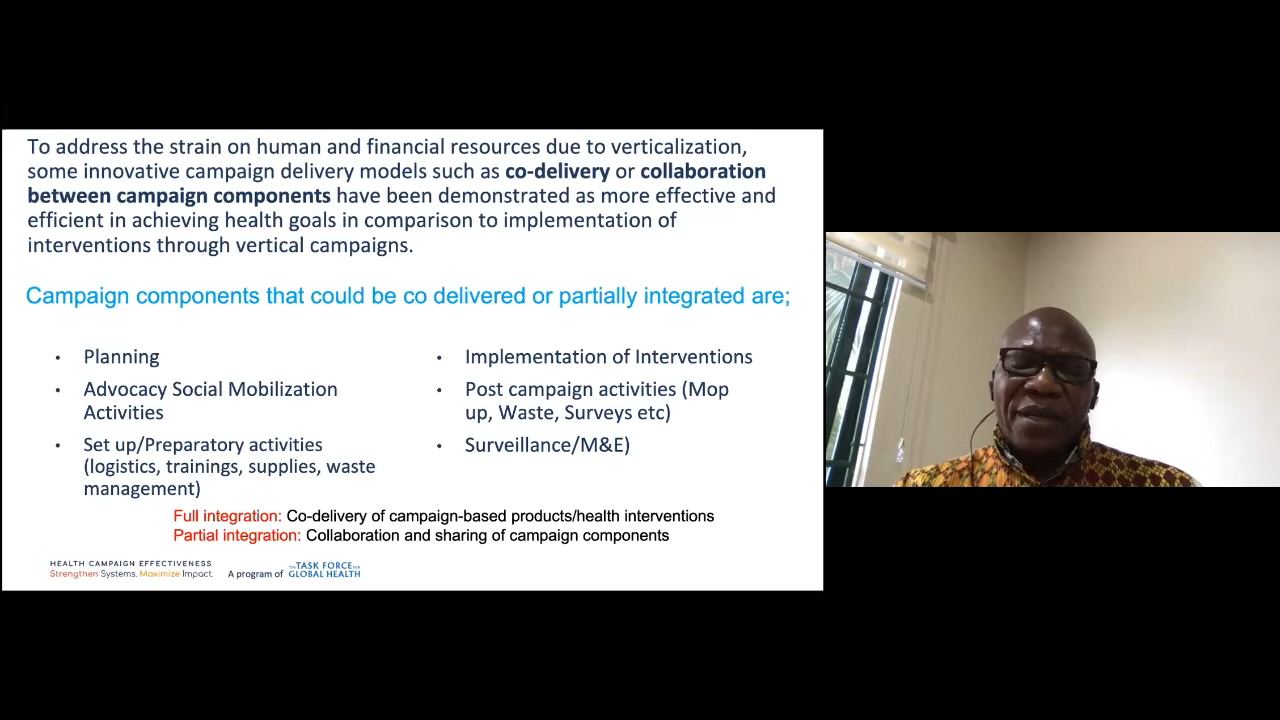 To address the strain on human and financial resources due to verticalization,
some innovative campaign delivery models such as co-delivery or collaboration
between campaign components have been demonstrated as more effective and
efficient in achieving health goals in comparison to implementation of
interventions through vertical campaigns.
Campaign components that could be co delivered or partially integrated are;
• Planning
• Advocacy Social Mobilization
Activities
• Set up/Preparatory activities
(logistics, trainings, supplies, waste
management)
• Implementation of Interventions
• Post campaign activities (Mop
up, Waste, Surveys etc)
• Surveillance/M&E)
Full integration: Co-delivery of campaign-based products/health interventions
Partial integration: Collaboration and sharing of campaign components
HEALTH CAMPAIGN EFFECTIVENESS
Strengthen Systems. Maximize Impact.
A program of
THE TASK FORCE FOR
GLOBAL HEALTH